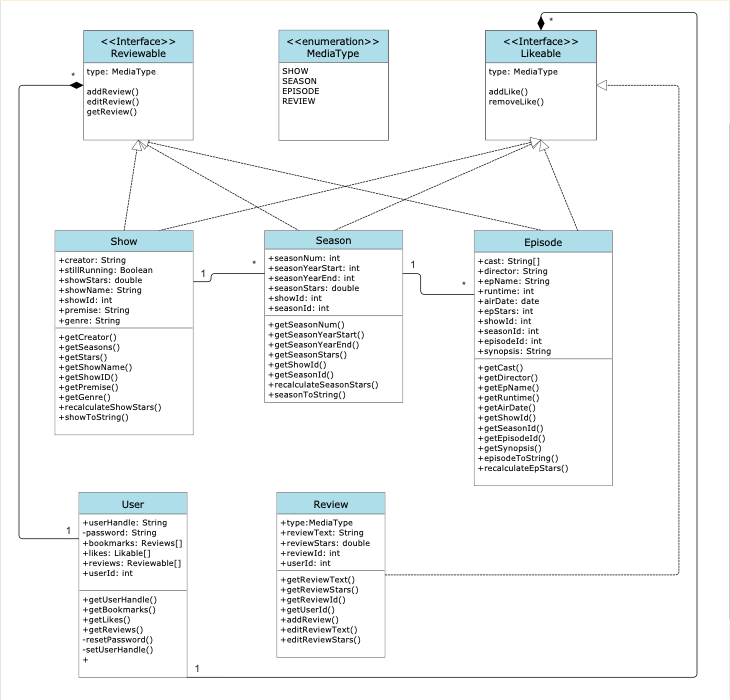 <<Interface>>
Reviewable
type: MediaType
addReview()
editReview()
getReview()
<<enumeration>>
MediaType
SHOW
SEASON
EPISODE
REVIEW
<<Interface>>
Likeable
type: MediaType
addLike()
removeLike()
*
*
Show
+creator: String
+stillRunning: Boolean
+showStars: double
+showName: String
+showId: int
+premise: String
+genre: String
+getCreator()
+getSeasons()
+getStars()
+getShowName()
+getShowID()
+getPremise()
+getGenre()
+recalculateShowStars()
+showToString()
1
*
Season
+seasonNum: int
+seasonYearStart: int
+seasonYearEnd: int
+seasonStars: double
+showId: int
+seasonId: int
+getSeasonNum()
+getSeasonYearStart()
+getSeasonYearEnd()
+getSeasonStars()
+getShowId()
+getSeasonId()
+recalculateSeasonStars()
+seasonToString()
1
*
Episode
+cast: String[]
+director: String
+epName: String
+runtime: int
+airDate: date
+epStars: int
+showId: int
+seasonId: int
+episodeId: int
+synopsis: String
+getCast()
+getDirector()
+getEpName()
+getRuntime()
+getAirDate()
+getShowId()
+getSeasonId()
+getEpisodeId()
+getSynopsis()
+episodeToString()
+recalculateEpStars()
1
User
+userHandle: String
-password: String
+bookmarks: Reviews[]
+likes: Likable[]
+reviews: Reviewable[]
+userId: int
+getUserHandle()
+getBookmarks()
+getLikes()
+getReviews()
-resetPassword()
-setUserHandle()
+
1
Review
+type:MediaType
+reviewText: String
+reviewStars: double
+reviewId: int
+userId: int
+getReviewText()
+getReviewStars()
+getReviewId()
+getUserId()
+addReview()
+editReviewText()
+editReviewStars()